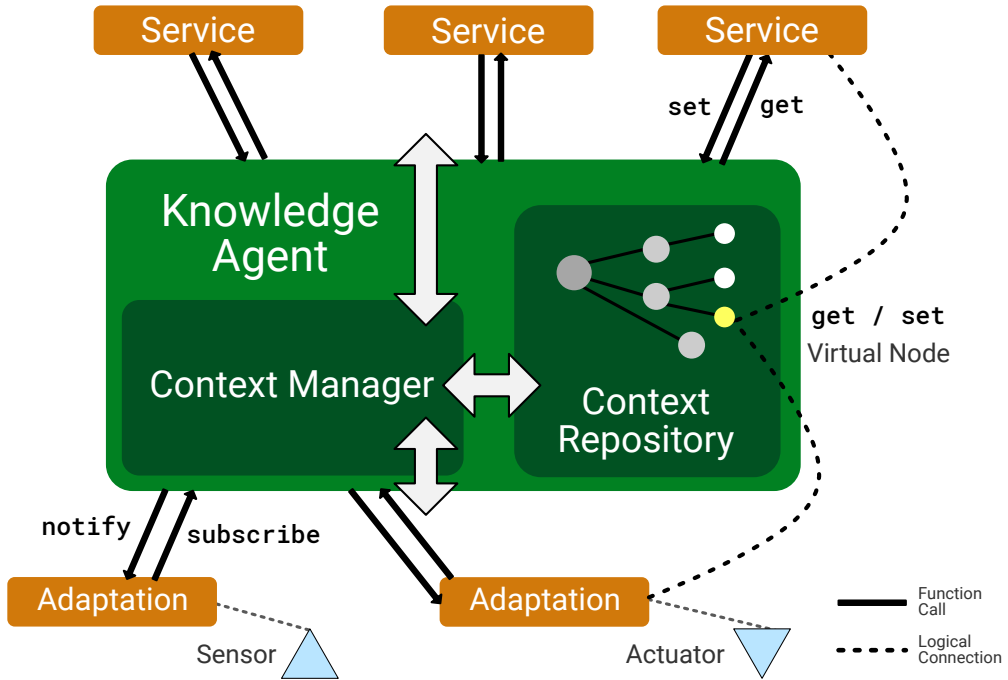 Service
Service
Service
set
get
Knowledge
Agent
get / set
Virtual Node
Context Manager
Context
Repository
notify
subscribe
Adaptation
Adaptation
Sensor
Actuator
Function
Call
Logical
Connection